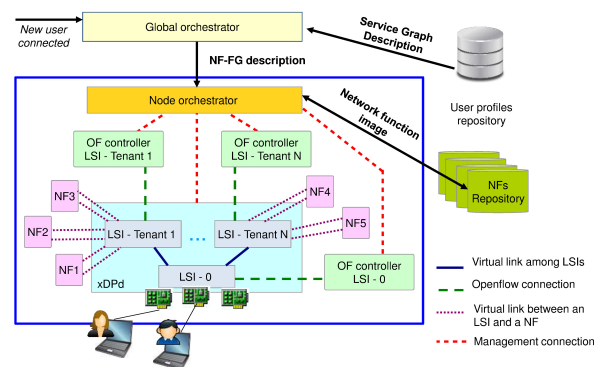 New user
connected
Global orchestrator
Service Graph
Description
NF-FG description
Node orchestrator
Network function
image
User profiles
repository
OF controller
LSI - Tenant 1
OF controller
LSI - Tenant N
NF3
NF4
NFs
Repository
NF2
LSI - Tenant 1
...
LSI - Tenant N
NF5
NF1
LSI - 0
xDPd
OF controller
LSI - 0
Virtual link among LSIs
Openflow connection
Virtual link between an
LSI and a NF
Management connection